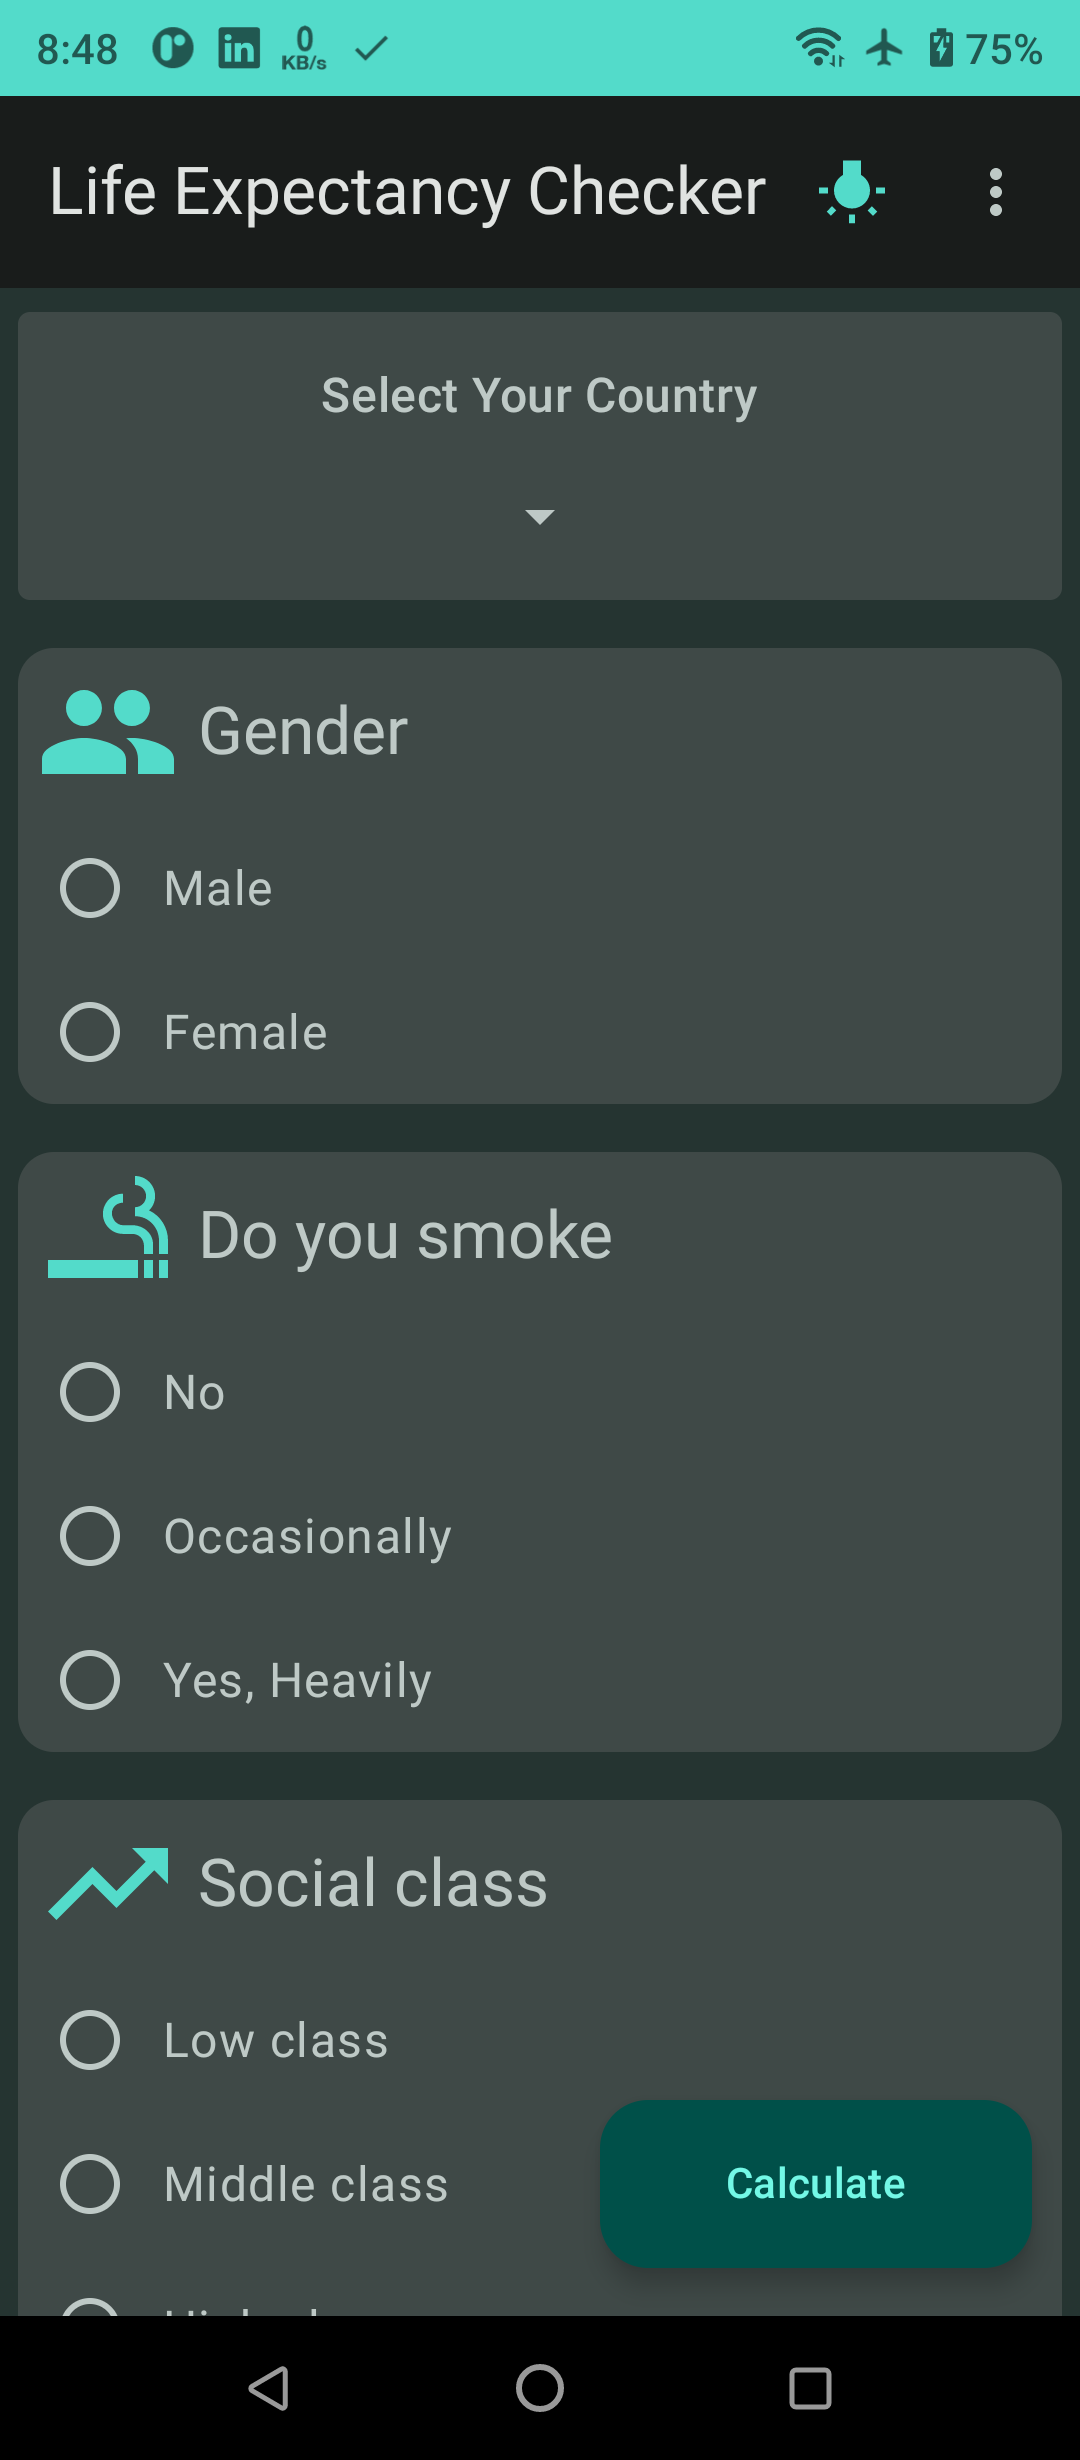 8:48 in 0 KB/s 75%
Life Expectancy Checker
Select Your Country
Gender
Male
Female
Do you smoke
No
Occasionally
Yes, Heavily
Social class
Low class
Middle class
Calculate